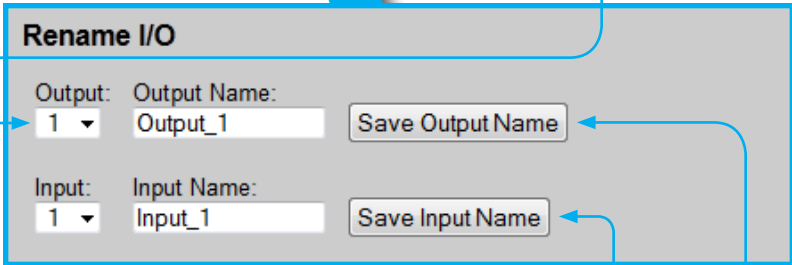 Rename I/O
Output: Output Name:
1 Output_1 Save Output Name
Input: Input Name:
1 Input_1 Save Input Name